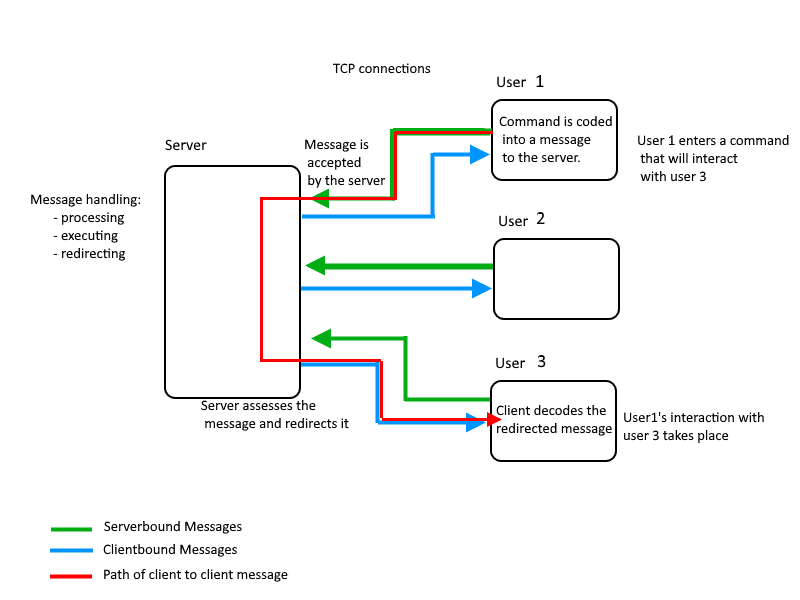 TCP connections
User 1
Command is coded
into a message
to the server.
User 1 enters a command
that will interact
with user 3
Server
Message is
accepted
by the server
Message handling:
- processing
- executing
- redirecting
User 2
User 3
Client decodes the
redirected message
User1's interaction with
user 3 takes place
Server assesses the
message and redirects it
Serverbound Messages
Clientbound Messages
Path of client to client message